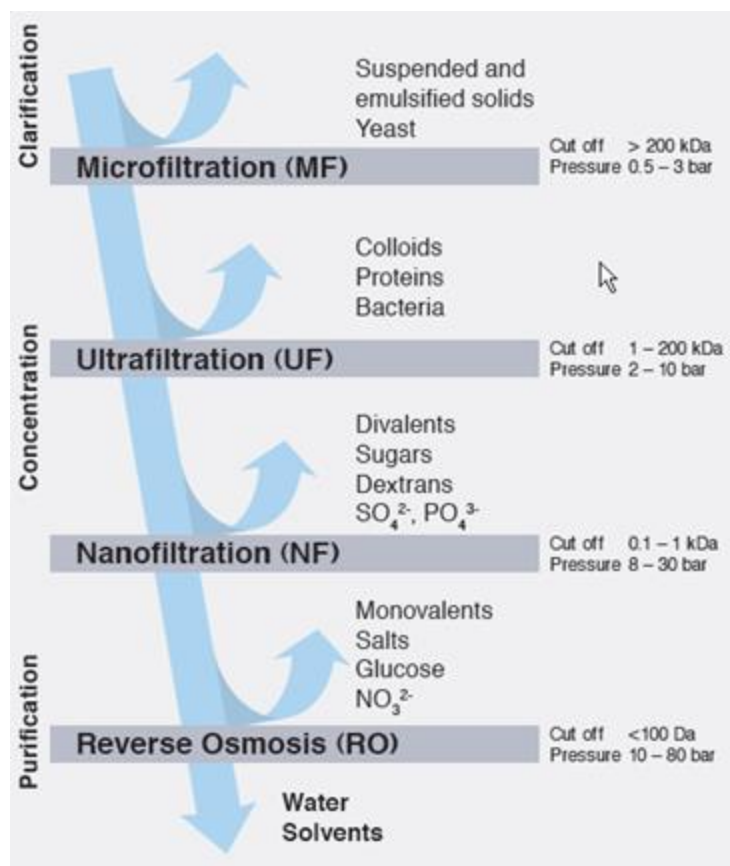 Clarification
Suspended and
emulsified solids
Yeast
Microfiltration (MF)
Cut off > 200 kDa
Pressure 0.5 – 3 bar
Concentration
Colloids
Proteins
Bacteria
Ultrafiltration (UF)
Cut off 1 – 200 kDa
Pressure 2 – 10 bar
Divalents
Sugars
Dextrans
SO₄²⁻, PO₄³⁻
Nanofiltration (NF)
Cut off 0.1 – 1 kDa
Pressure 8 – 30 bar
Purification
Monovalents
Salts
Glucose
NO₃²⁻
Reverse Osmosis (RO)
Cut off <100 Da
Pressure 10 – 80 bar
Water
Solvents